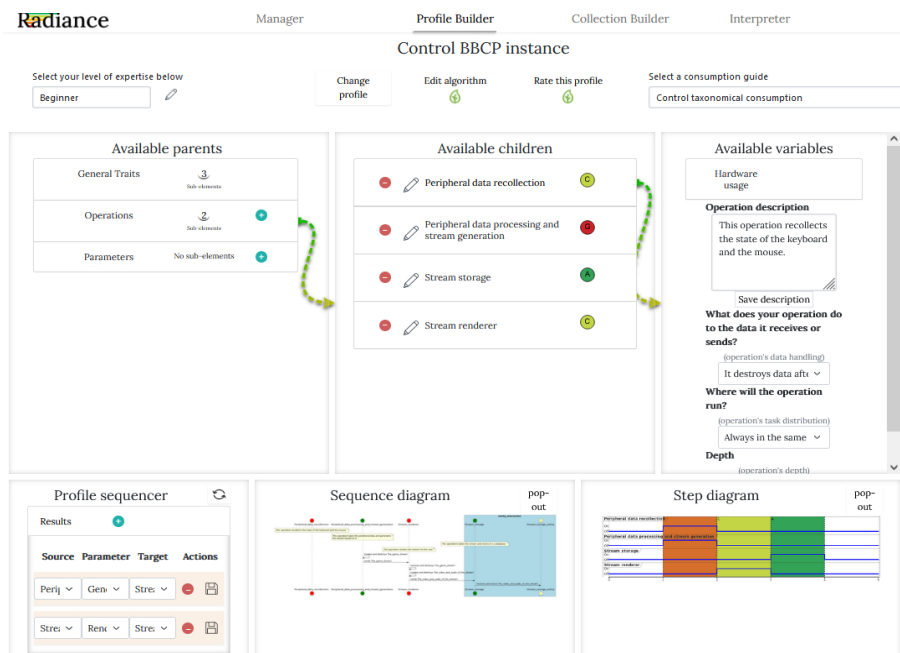 Radiance
Manager
Profile Builder
Collection Builder
Interpreter
Control BBCP instance
Select your level of expertise below
Beginner
Change
profile
Edit algorithm
Rate this profile
Select a consumption guide
Control taxonomical consumption
Available parents
General Traits
3
Sub-elements
Operations
2
Sub-elements
Parameters
No sub-elements
Available children
Peripheral data recollection
C
Peripheral data processing and
stream generation
G
Stream storage
A
Stream renderer
C
Available variables
Hardware
usage
Operation description
This operation recollects
the state of the keyboard
and the mouse.
Save description
What does your operation do
to the data it receives or
sends?
(operation's data handling)
It destroys data afte
Where will the operation
run?
(operation's task distribution)
Always in the same
Depth
(operation's depth)
Profile sequencer
Results
Source Parameter Target Actions
Perip Gene Strea
Strea Rend Strea
Sequence diagram
pop-
out
Step diagram
pop-
out
Peripheral data recollection
Peripheral data processing and stream generation
Stream storage
Stream renderer